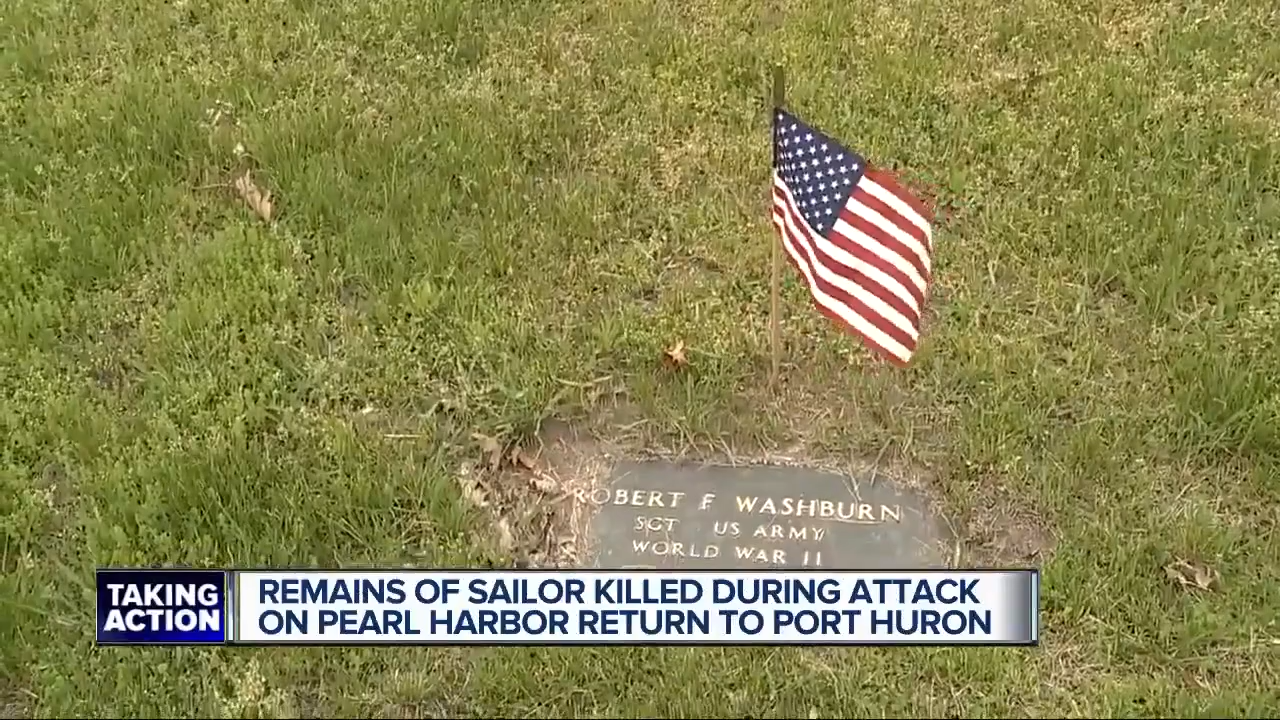 ROBERT F WASHBURN
SGT US ARMY
WORLD WAR II
TAKING
ACTION
REMAINS OF SAILOR KILLED DURING ATTACK
ON PEARL HARBOR RETURN TO PORT HURON